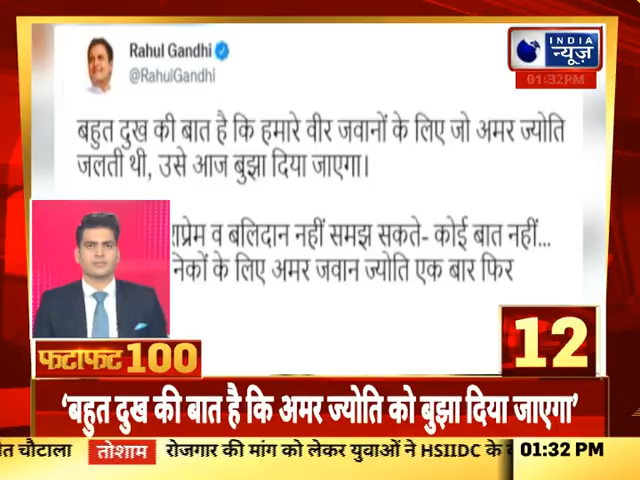 Rahul Gandhi
@RahulGandhi
INDIA
न्यूज़
01:32PM
बहुत दुख की बात है कि हमारे वीर जवानों के लिए जो अमर ज्योति
जलती थी, उसे आज बुझा दिया जाएगा।
व बलिदान नहीं समझ सकते- कोई बात नहीं...
के लिए अमर जवान ज्योति एक बार फिर
फटाफट 100
12
‘बहुत दुख की बात है कि अमर ज्योति को बुझा दिया जाएगा’
चौटाला तोशाम रोजगार की मांग को लेकर युवाओं ने HSIIDC के 01:32 PM